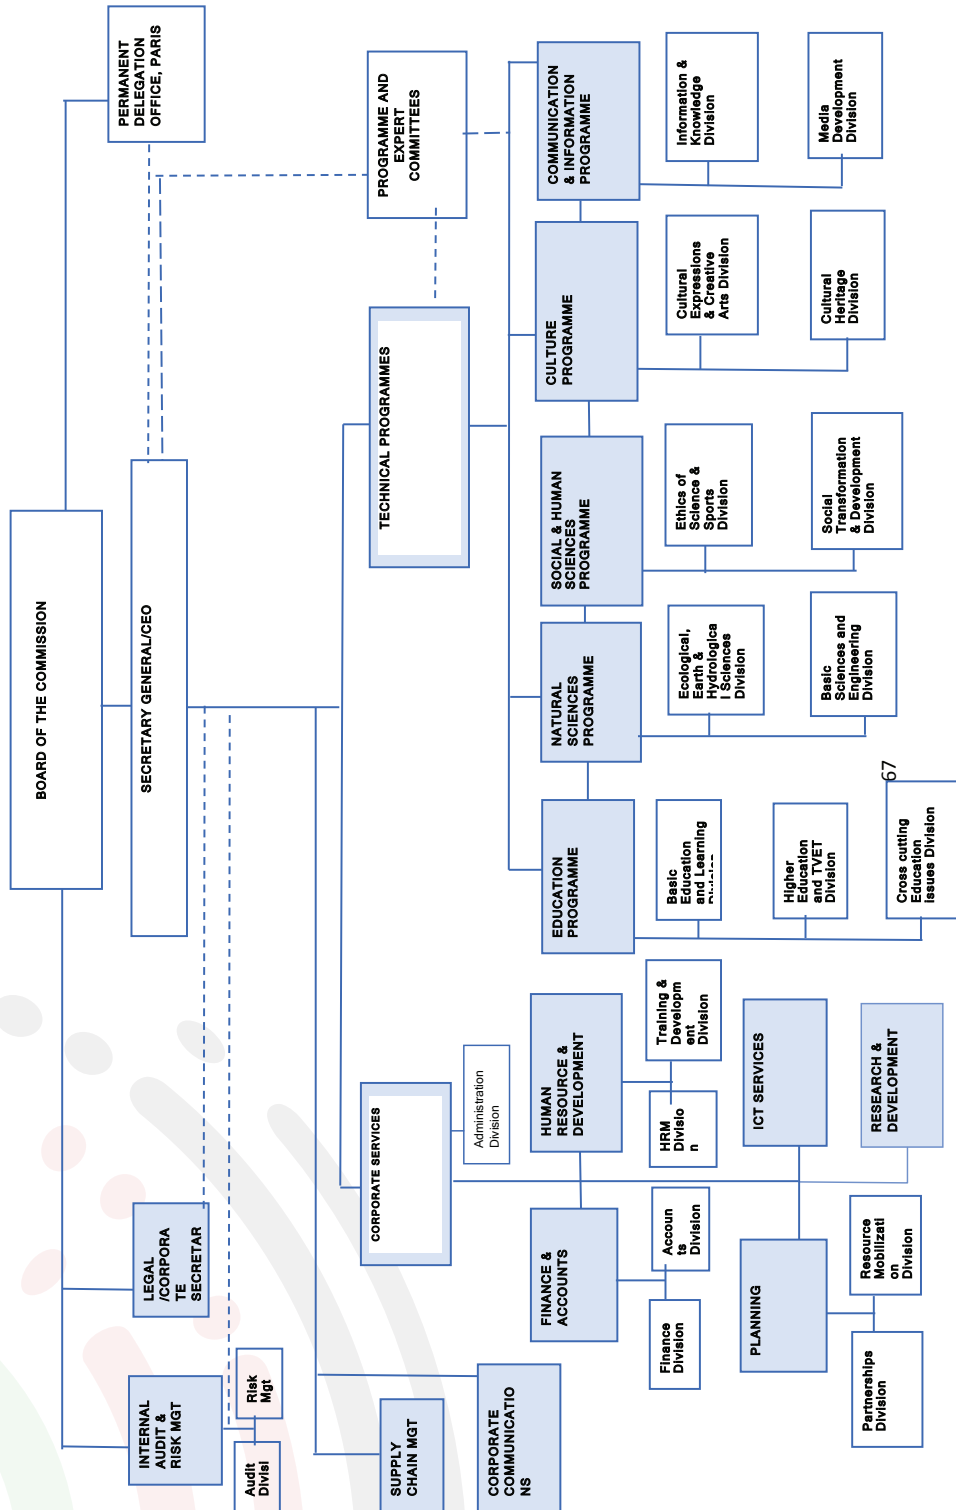 BOARD OF THE COMMISSION
PERMANENT
DELEGATION
OFFICE, PARIS
SECRETARY GENERAL/CEO
LEGAL
/CORPORA
TE
SECRETAR
INTERNAL
AUDIT &
RISK MGT
Audit
Divisi
Risk
Mgt
PROGRAMME AND
EXPERT
COMMITTEES
TECHNICAL PROGRAMMES
CORPORATE SERVICES
Administration
Division
SUPPLY
CHAIN MGT
CORPORATE
COMMUNICATIO
NS
FINANCE &
ACCOUNTS
HUMAN
RESOURCE &
DEVELOPMENT
EDUCATION
PROGRAMME
NATURAL
SCIENCES
PROGRAMME
SOCIAL & HUMAN
SCIENCES
PROGRAMME
CULTURE
PROGRAMME
COMMUNICATION
& INFORMATION
PROGRAMME
Finance
Division
Accoun
ts
Division
HRM
Divisio
n
Training &
Developm
ent
Division
Basic
Education
and Learning
Division
Ecological,
Earth &
Hydrologica
l Sciences
Division
Ethics of
Science &
Sports
Division
Cultural
Expressions
& Creative
Arts Division
Information &
Knowledge
Division
PLANNING
ICT SERVICES
Higher
Education
and TVET
Division
Basic
Sciences and
Engineering
Division
Social
Transformation
& Development
Division
Cultural
Heritage
Division
Media
Development
Division
Partnerships
Division
Resource
Mobilizati
on Division
RESEARCH &
DEVELOPMENT
Cross cutting
Education
Issues Division
67